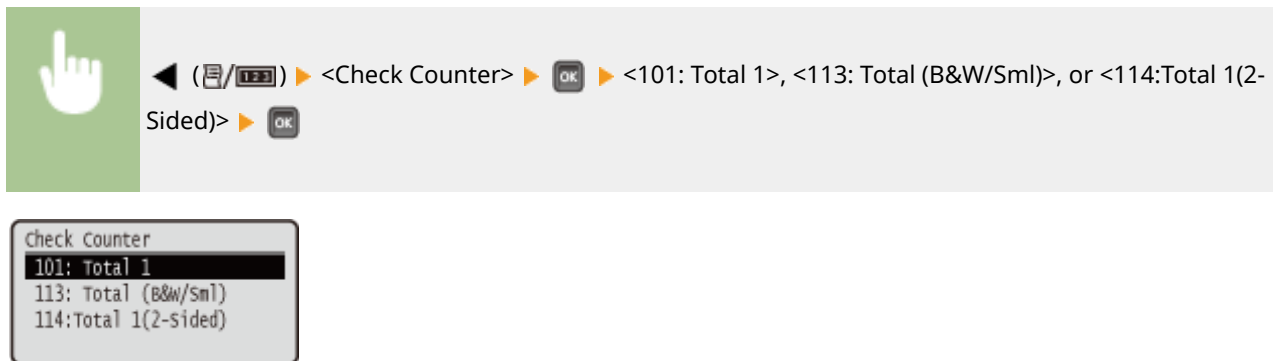 ◀ (/123) ▶ <Check Counter> ▶ OK ▶ <101: Total 1>, <113: Total (B&W/Sml)>, or <114:Total 1(2-
Sided)> ▶ OK
Check Counter
101: Total 1
113: Total (B&W/Sml)
114:Total 1(2-Sided)